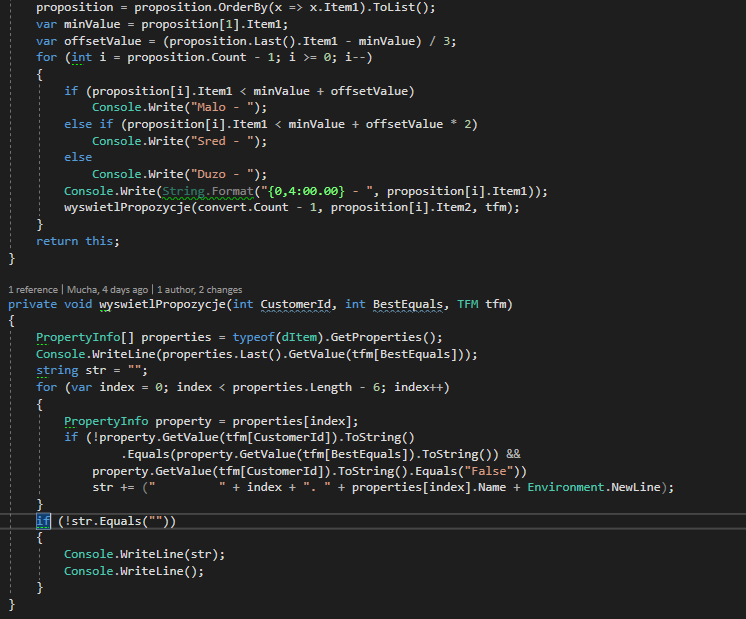 proposition = proposition.OrderBy(x => x.Item1).ToList();
var minValue = proposition[1].Item1;
var offsetValue = (proposition.Last().Item1 - minValue) / 3;
for (int i = proposition.Count - 1; i >= 0; i--)
{
if (proposition[i].Item1 < minValue + offsetValue)
Console.Write("Malo - ");
else if (proposition[i].Item1 < minValue + offsetValue * 2)
Console.Write("Sred - ");
else
Console.Write("Duzo - ");
Console.Write(String.Format("{0,4:00.00} - ", proposition[i].Item1));
wyswietlPropozycje(convert.Count - 1, proposition[i].Item2, tfm);
}
return this;
}
1 reference | Mucha, 4 days ago | 1 author, 2 changes
private void wyswietlPropozycje(int CustomerId, int BestEquals, TFM tfm)
{
PropertyInfo[] properties = typeof(dItem).GetProperties();
Console.WriteLine(properties.Last().GetValue(tfm[BestEquals]));
string str = "";
for (var index = 0; index < properties.Length - 6; index++)
{
PropertyInfo property = properties[index];
if (!property.GetValue(tfm[CustomerId]).ToString()
.Equals(property.GetValue(tfm[BestEquals]).ToString()) &&
property.GetValue(tfm[CustomerId]).ToString().Equals("False"))
str += ("         " + index + ". " + properties[index].Name + Environment.NewLine);
}
if (!str.Equals(""))
{
Console.WriteLine(str);
Console.WriteLine();
}
}